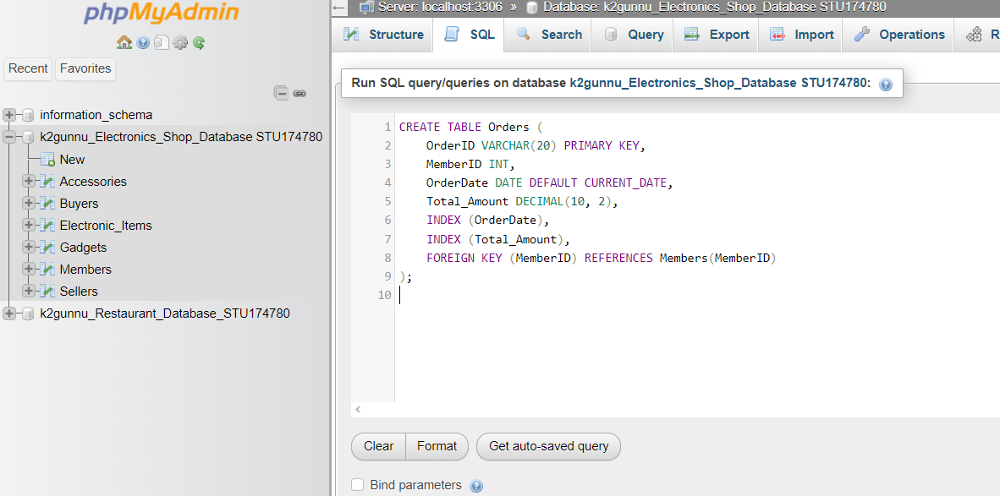 phpMyAdmin
Recent
Favorites
information_schema
k2gunnu_Electronics_Shop_Database STU174780
New
Accessories
Buyers
Electronic_Items
Gadgets
Members
Sellers
k2gunnu_Restaurant_Database_STU174780
Server: localhost:3306 » Database: k2gunnu_Electronics_Shop_Database STU174780
Structure
SQL
Search
Query
Export
Import
Operations
R
Run SQL query/queries on database k2gunnu_Electronics_Shop_Database STU174780:
1 CREATE TABLE Orders (
2 OrderID VARCHAR(20) PRIMARY KEY,
3 MemberID INT,
4 OrderDate DATE DEFAULT CURRENT_DATE,
5 Total_Amount DECIMAL(10, 2),
6 INDEX (OrderDate),
7 INDEX (Total_Amount),
8 FOREIGN KEY (MemberID) REFERENCES Members(MemberID)
9 );
10
Clear
Format
Get auto-saved query
Bind parameters